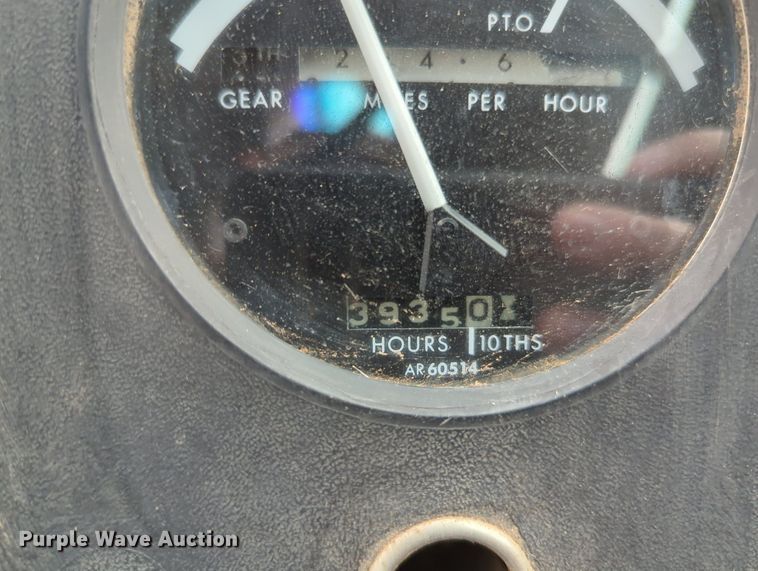 P.T.O.
2 · 4 · 6
GEAR MILES PER HOUR
39350
HOURS 10THS
AR60514
Purple Wave Auction